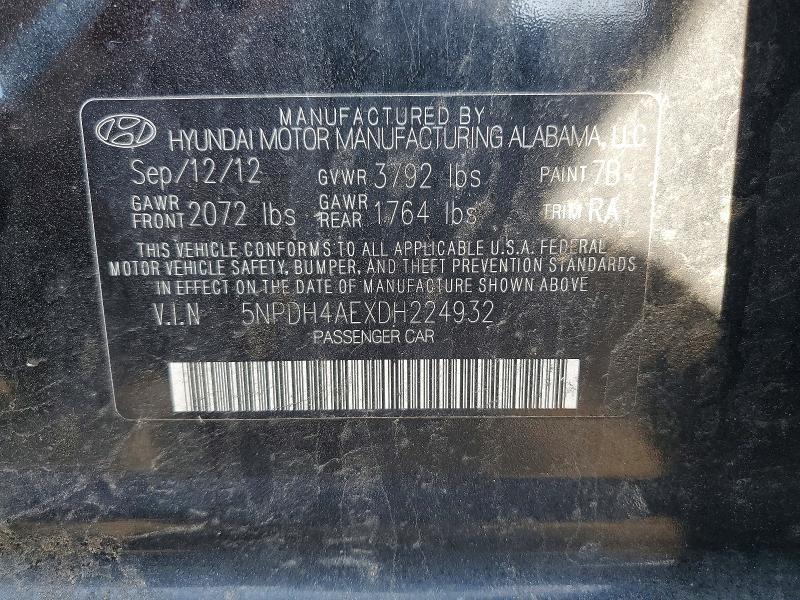 MANUFACTURED BY
HYUNDAI MOTOR MANUFACTURING ALABAMA, LLC
Sep/12/12 GVWR 3792 lbs PAINT 7B
GAWR FRONT 2072 lbs GAWR REAR 1764 lbs TRIM RA
THIS VEHICLE CONFORMS TO ALL APPLICABLE U.S.A. FEDERAL
MOTOR VEHICLE SAFETY, BUMPER, AND THEFT PREVENTION STANDARDS
IN EFFECT ON THE DATE OF MANUFACTURE SHOWN ABOVE
V.I.N 5NPDH4AEXDH224932
PASSENGER CAR